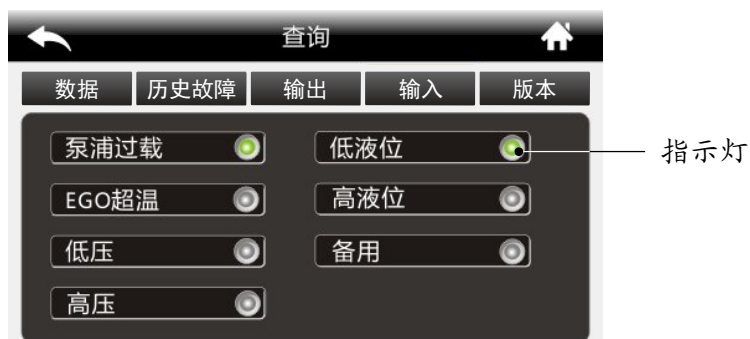 查询
数据 历史故障 输出 输入 版本
泵浦过载 低液位 指示灯
EGO超温 高液位
低压 备用
高压